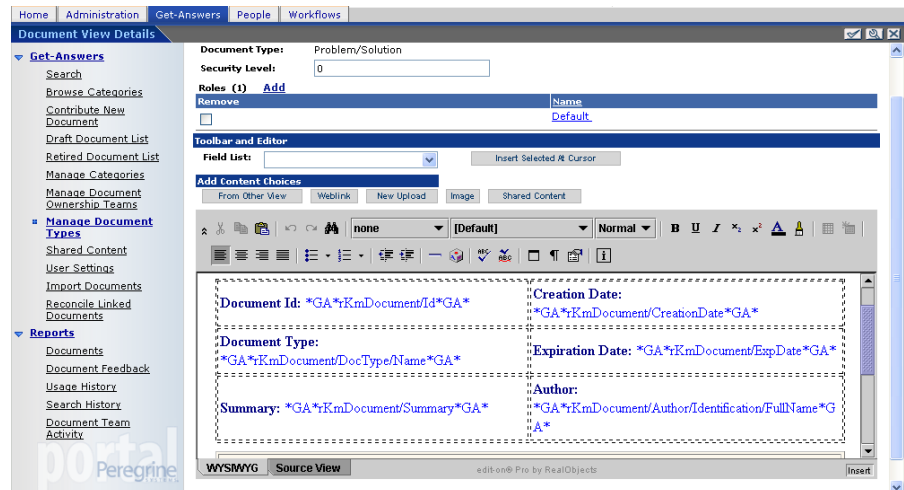 Home Administration Get-Answers People Workflows
Document View Details
Get-Answers
Search
Browse Categories
Contribute New
Document
Draft Document List
Retired Document List
Manage Categories
Manage Document
Ownership Teams
Manage Document
Types
Shared Content
User Settings
Import Documents
Reconcile Linked
Documents
Reports
Documents
Document Feedback
Usage History
Search History
Document Team
Activity
portal
Peregrine
SYSTEMS
Document Type: Problem/Solution
Security Level: 0
Roles (1) Add
Remove Name
Default
Toolbar and Editor
Field List: Insert Selected At Cursor
Add Content Choices
From Other View Weblink New Upload Image Shared Content
none [Default] Normal B U I
Document Id: *GA*rKmDocument/Id*GA*
Creation Date:
*GA*rKmDocument/CreationDate*GA*
Document Type:
*GA*rKmDocument/DocType/Name*GA*
Expiration Date: *GA*rKmDocument/ExpDate*GA*
Summary: *GA*rKmDocument/Summary*GA*
Author:
*GA*rKmDocument/Author/Identification/FullName*G
A*
WYSIWYG Source View edit-on® Pro by RealObjects Insert